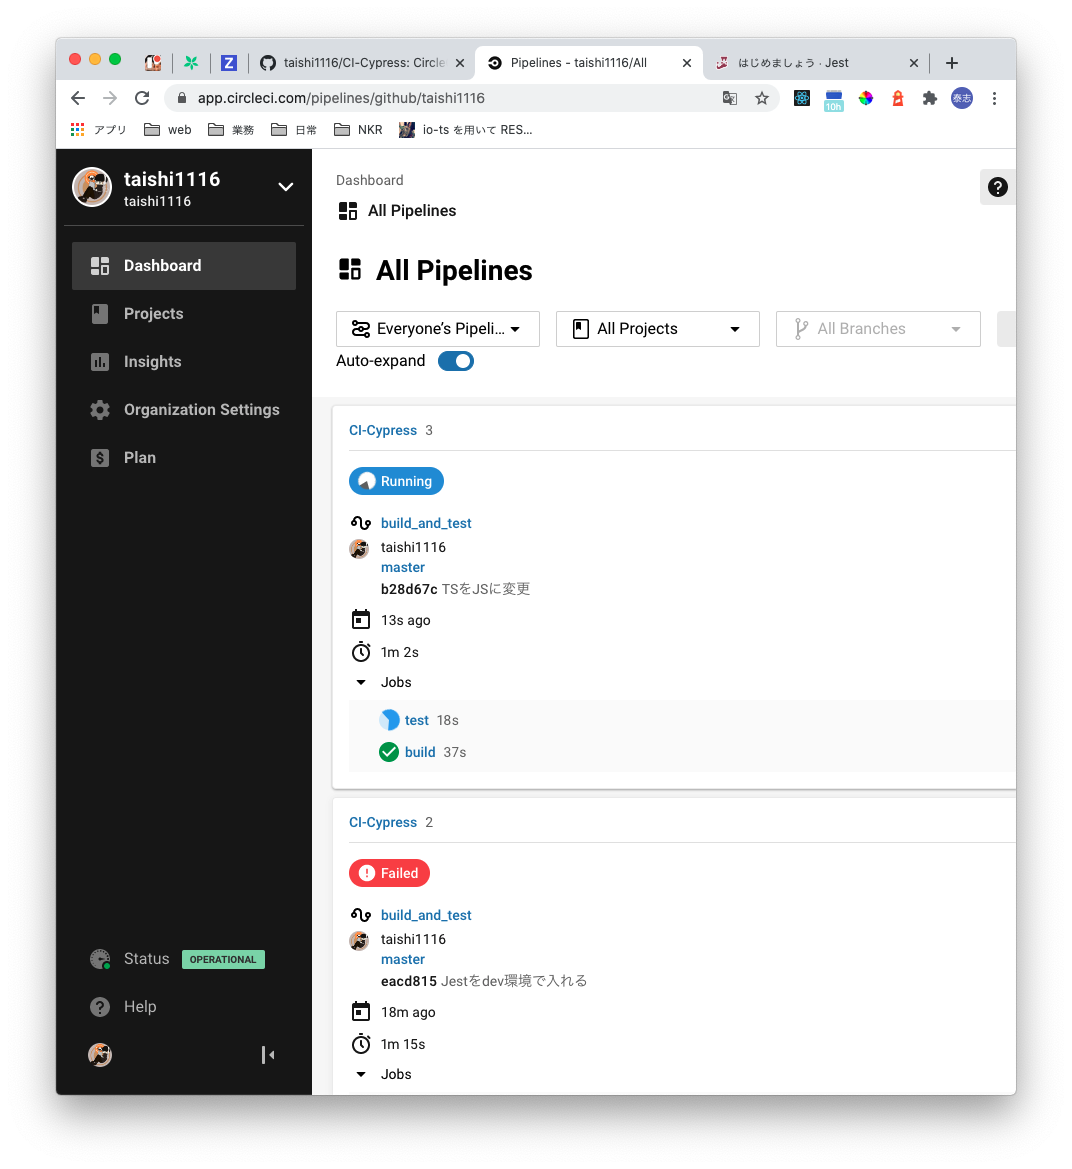 taishi1116/CI-Cypress: Circle
Pipelines - taishi1116/All
はじめましょう · Jest
app.circleci.com/pipelines/github/taishi1116
10h
泰志
アプリ
web
業務
日常
NKR
io-ts を用いて RES...
taishi1116
taishi1116
Dashboard
Projects
Insights
Organization Settings
Plan
Status
OPERATIONAL
Help
Dashboard
All Pipelines
All Pipelines
Everyone's Pipeli...
All Projects
All Branches
Auto-expand
CI-Cypress 3
Running
build_and_test
taishi1116
master
b28d67c TSをJSに変更
13s ago
1m 2s
Jobs
test 18s
build 37s
CI-Cypress 2
Failed
build_and_test
taishi1116
master
eacd815 Jestをdev環境で入れる
18m ago
1m 15s
Jobs